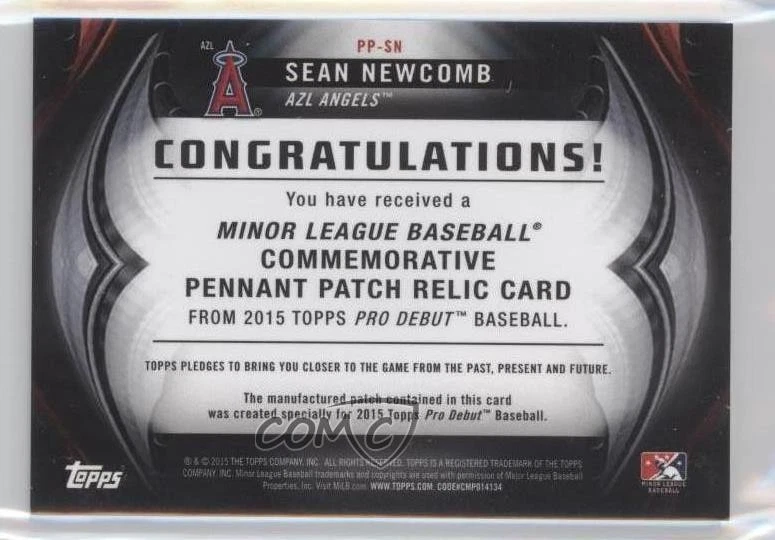 PP-SN
AZL
SEAN NEWCOMB
AZL ANGELS™
A®
CONGRATULATIONS!
You have received a
MINOR LEAGUE BASEBALL®
COMMEMORATIVE
PENNANT PATCH RELIC CARD
FROM 2015 TOPPS PRO DEBUT™ BASEBALL.
TOPPS PLEDGES TO BRING YOU CLOSER TO THE GAME FROM THE PAST, PRESENT AND FUTURE.
The manufactured patch contained in this card
was created specially for 2015 Topps Pro Debut™ Baseball.
COMC
® & © 2015 THE TOPPS COMPANY, INC. ALL RIGHTS RESERVED. TOPPS IS A REGISTERED TRADEMARK OF THE TOPPS
COMPANY, INC. Minor League Baseball trademarks and copyrights are used with permission of Major League Baseball
Properties, Inc. Visit MiLB.com. WWW.TOPPS.COM. CODE#CMP014134
topps
MINOR LEAGUE
BASEBALL